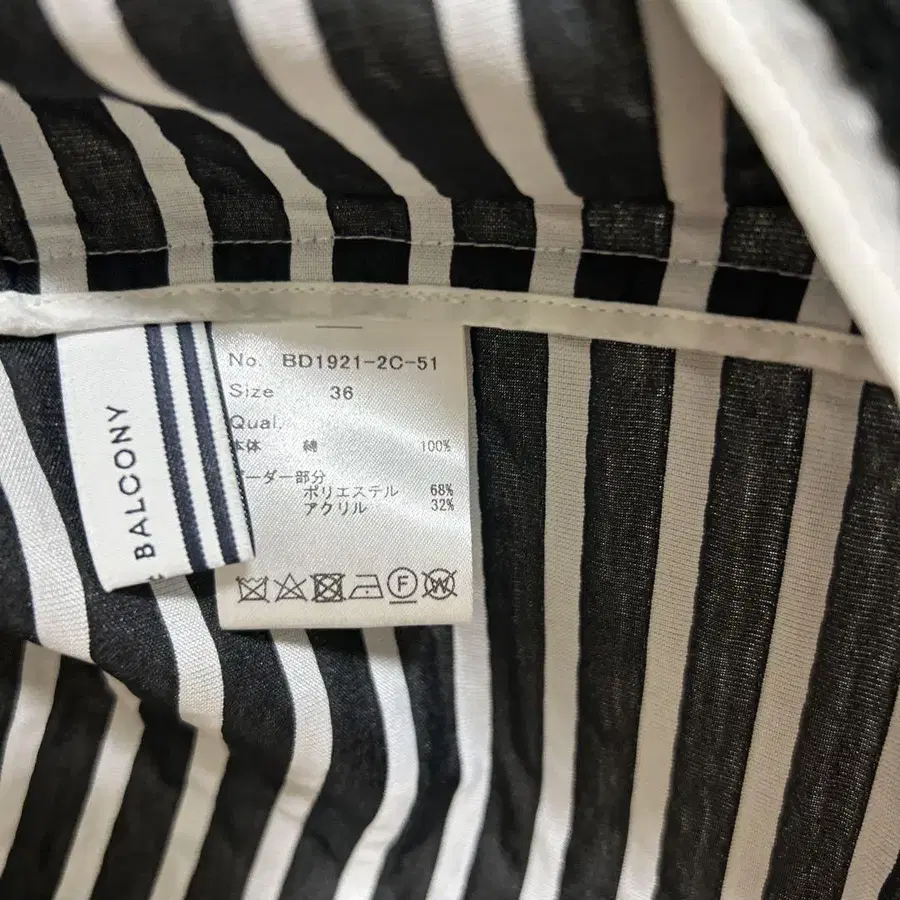 No. BD1921-2C-51
Size 36
Qual.
本体 綿 100%
ーダー部分
ポリエステル 68%
アクリル 32%
F W
BALCONY